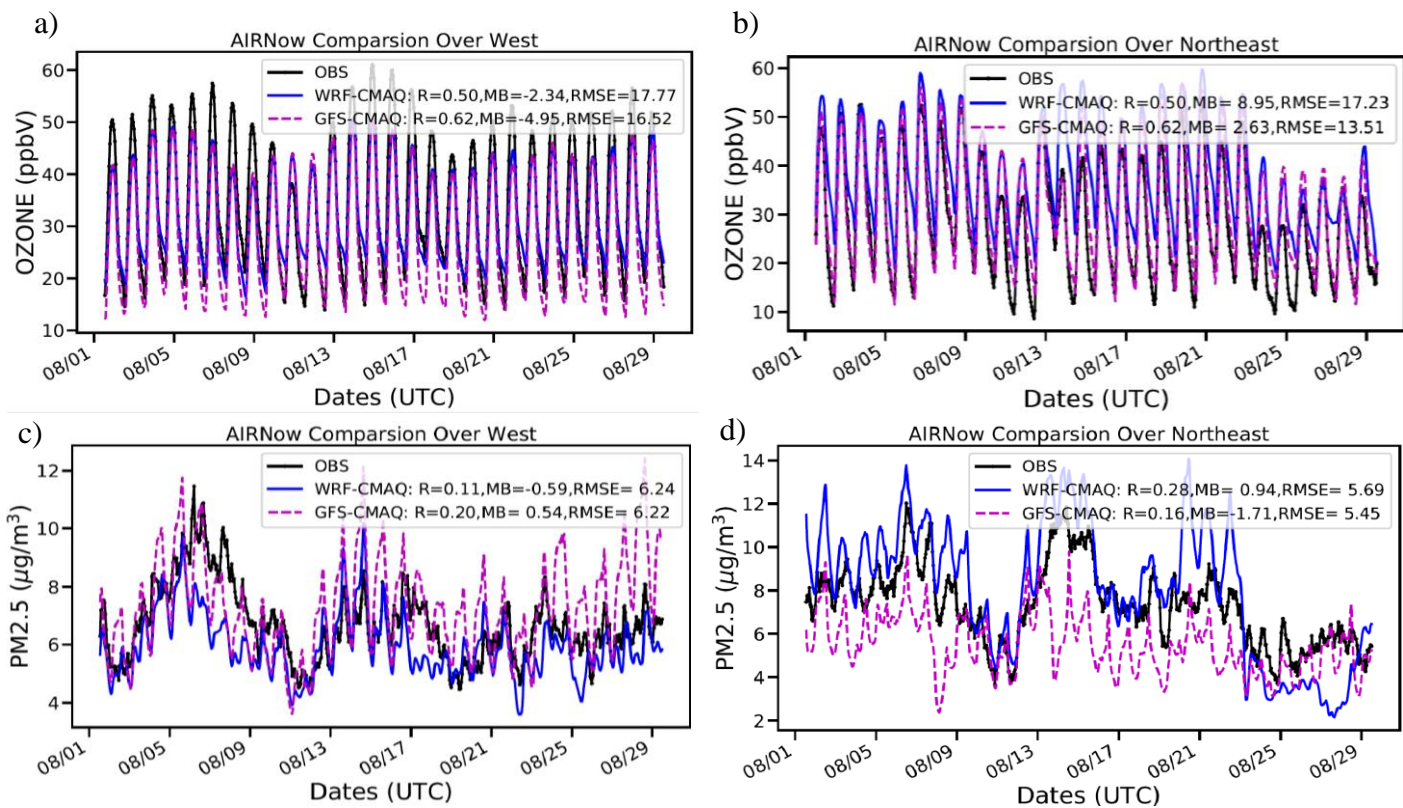 a)
AIRNow Comparsion Over West
OBS
WRF-CMAQ: R=0.50,MB=-2.34,RMSE=17.77
GFS-CMAQ: R=0.62,MB=-4.95,RMSE=16.52
OZONE (ppbV)
60
50
40
30
20
10
08/01
08/05
08/09
08/13
08/17
08/21
08/25
08/29
Dates (UTC)
b)
AIRNow Comparsion Over Northeast
OBS
WRF-CMAQ: R=0.50,MB= 8.95,RMSE=17.23
GFS-CMAQ: R=0.62,MB= 2.63,RMSE=13.51
OZONE (ppbV)
60
50
40
30
20
10
08/01
08/05
08/09
08/13
08/17
08/21
08/25
08/29
Dates (UTC)
c)
AIRNow Comparsion Over West
OBS
WRF-CMAQ: R=0.11,MB=-0.59,RMSE= 6.24
GFS-CMAQ: R=0.20,MB= 0.54,RMSE= 6.22
PM2.5 (μg/m³)
12
10
8
6
4
08/01
08/05
08/09
08/13
08/17
08/21
08/25
08/29
Dates (UTC)
d)
AIRNow Comparsion Over Northeast
OBS
WRF-CMAQ: R=0.28,MB= 0.94,RMSE= 5.69
GFS-CMAQ: R=0.16,MB=-1.71,RMSE= 5.45
PM2.5 (μg/m³)
14
12
10
8
6
4
2
08/01
08/05
08/09
08/13
08/17
08/21
08/25
08/29
Dates (UTC)